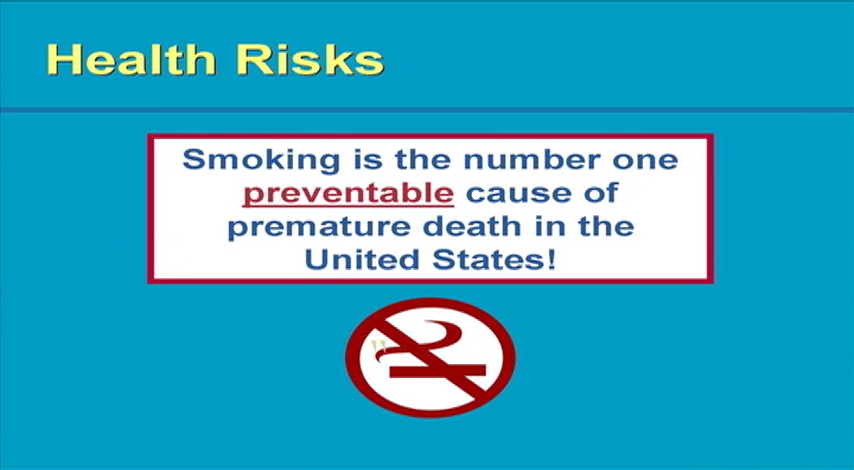 Health Risks
Smoking is the number one
preventable cause of
premature death in the
United States!